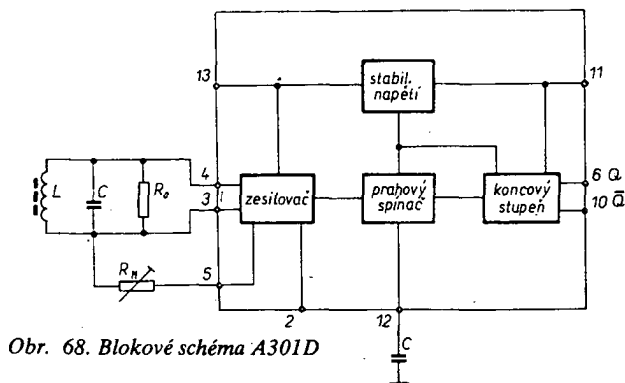 13
stabil.
napětí
11
4
3
L
C
R₀
zesilovač
prahový
spínač
koncový
stupeň
6 Q
10 Q̅
R_M
5
2
12
C
Obr. 68. Blokové schéma A301D